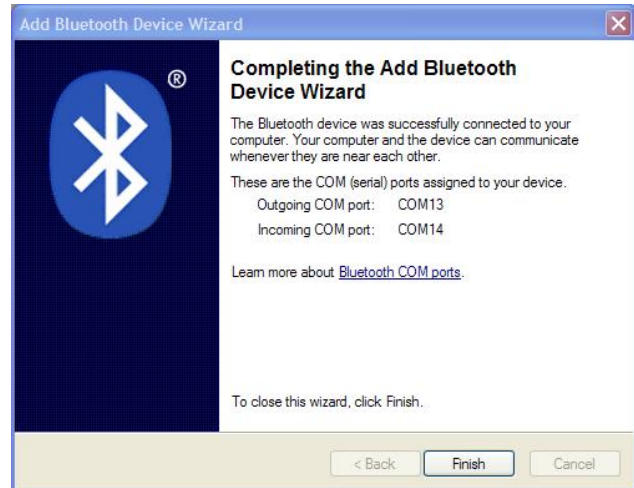 Add Bluetooth Device Wizard
®
Completing the Add Bluetooth
Device Wizard
The Bluetooth device was successfully connected to your
computer. Your computer and the device can communicate
whenever they are near each other.
These are the COM (serial) ports assigned to your device.
Outgoing COM port: COM13
Incoming COM port: COM14
Learn more about Bluetooth COM ports.
To close this wizard, click Finish.
< Back Finish Cancel